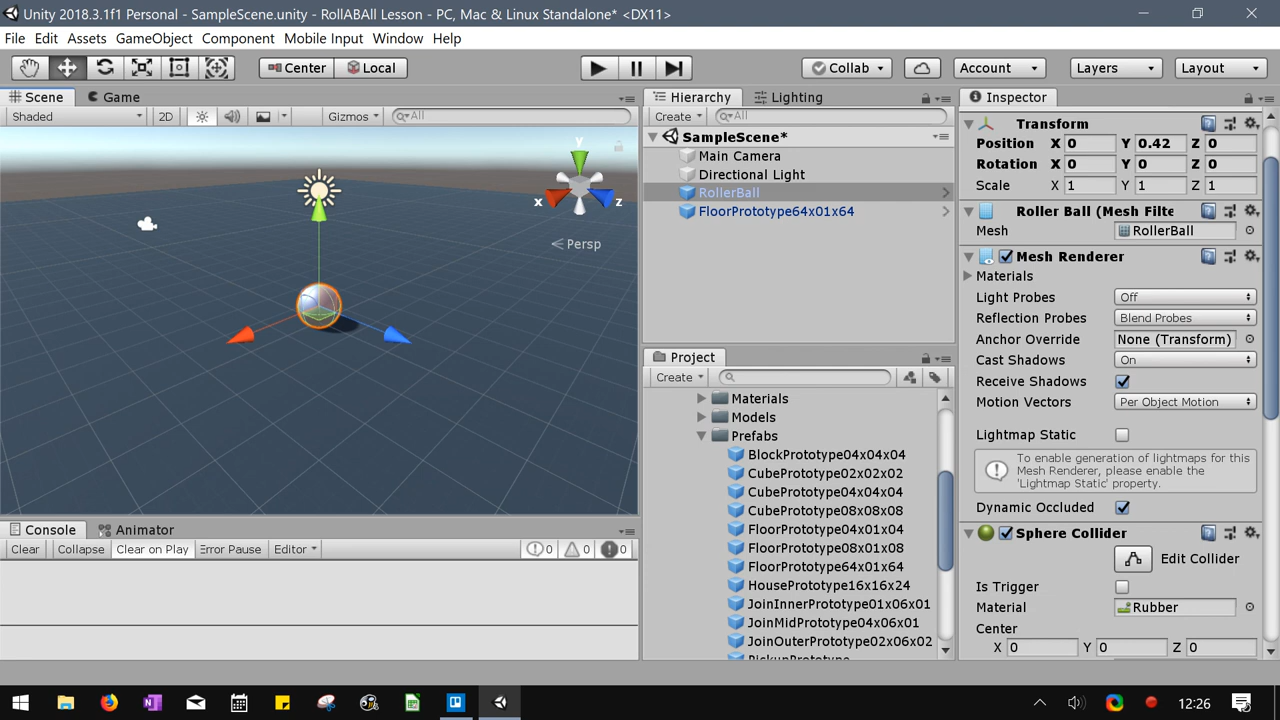 Unity 2018.3.1f1 Personal - SampleScene.unity - RollABAll Lesson - PC, Mac & Linux Standalone* <DX11>
File Edit Assets GameObject Component Mobile Input Window Help
Center Local Collab Account Layers Layout
Scene Game
Shaded 2D Gizmos All
y
x z
Persp
Console Animator
Clear Collapse Clear on Play Error Pause Editor 0 0 0
Hierarchy Lighting
Create All
SampleScene*
Main Camera
Directional Light
RollerBall
FloorPrototype64x01x64
Project
Create
Materials
Models
Prefabs
BlockPrototype04x04x04
CubePrototype02x02x02
CubePrototype04x04x04
CubePrototype08x08x08
FloorPrototype04x01x04
FloorPrototype08x01x08
FloorPrototype64x01x64
HousePrototype16x16x24
JoinInnerPrototype01x06x01
JoinMidPrototype04x06x01
JoinOuterPrototype02x06x02
Inspector
Transform
Position X 0 Y 0.42 Z 0
Rotation X 0 Y 0 Z 0
Scale X 1 Y 1 Z 1
Roller Ball (Mesh Filte
Mesh RollerBall
Mesh Renderer
Materials
Light Probes Off
Reflection Probes Blend Probes
Anchor Override None (Transform)
Cast Shadows On
Receive Shadows
Motion Vectors Per Object Motion
Lightmap Static
To enable generation of lightmaps for this
Mesh Renderer, please enable the
'Lightmap Static' property.
Dynamic Occluded
Sphere Collider
Edit Collider
Is Trigger
Material Rubber
Center
X 0 Y 0 Z 0
12:26